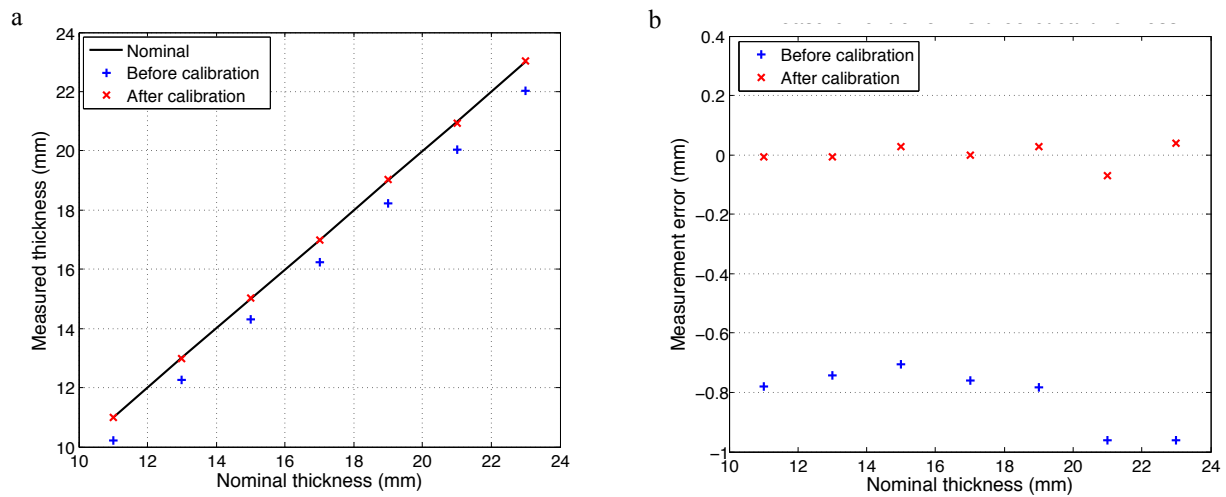 a
24
22
20
18
16
14
12
10
Measured thickness (mm)
Nominal
Before calibration
After calibration
10 12 14 16 18 20 22 24
Nominal thickness (mm)
b
0.4
0.2
0
−0.2
−0.4
−0.6
−0.8
−1
Measurement error (mm)
Before calibration
After calibration
10 12 14 16 18 20 22 24
Nominal thickness (mm)